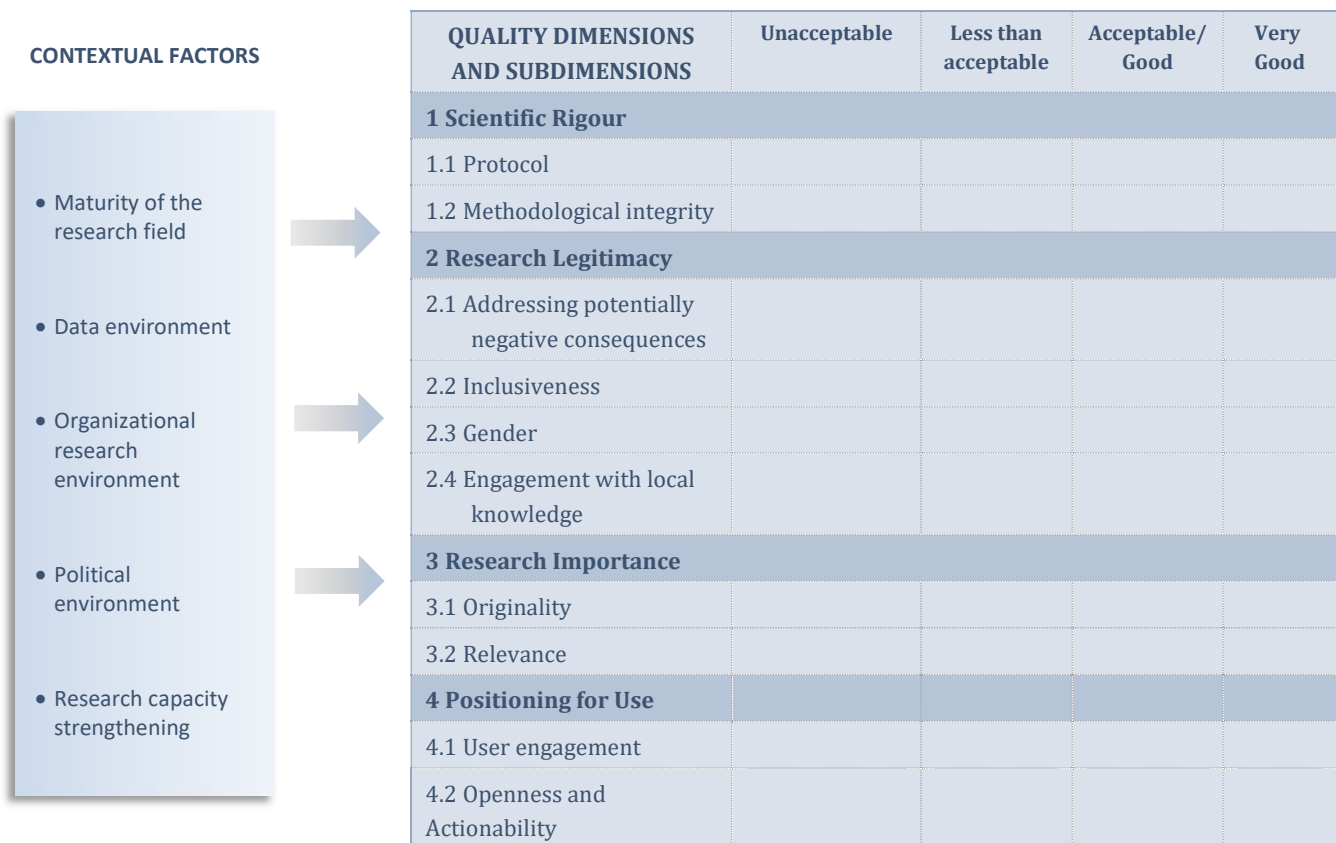 CONTEXTUAL FACTORS
• Maturity of the
research field
• Data environment
• Organizational
research
environment
• Political
environment
• Research capacity
strengthening
QUALITY DIMENSIONS
AND SUBDIMENSIONS
Unacceptable
Less than
acceptable
Acceptable/
Good
Very
Good
1 Scientific Rigour
1.1 Protocol
1.2 Methodological integrity
2 Research Legitimacy
2.1 Addressing potentially
negative consequences
2.2 Inclusiveness
2.3 Gender
2.4 Engagement with local
knowledge
3 Research Importance
3.1 Originality
3.2 Relevance
4 Positioning for Use
4.1 User engagement
4.2 Openness and
Actionability